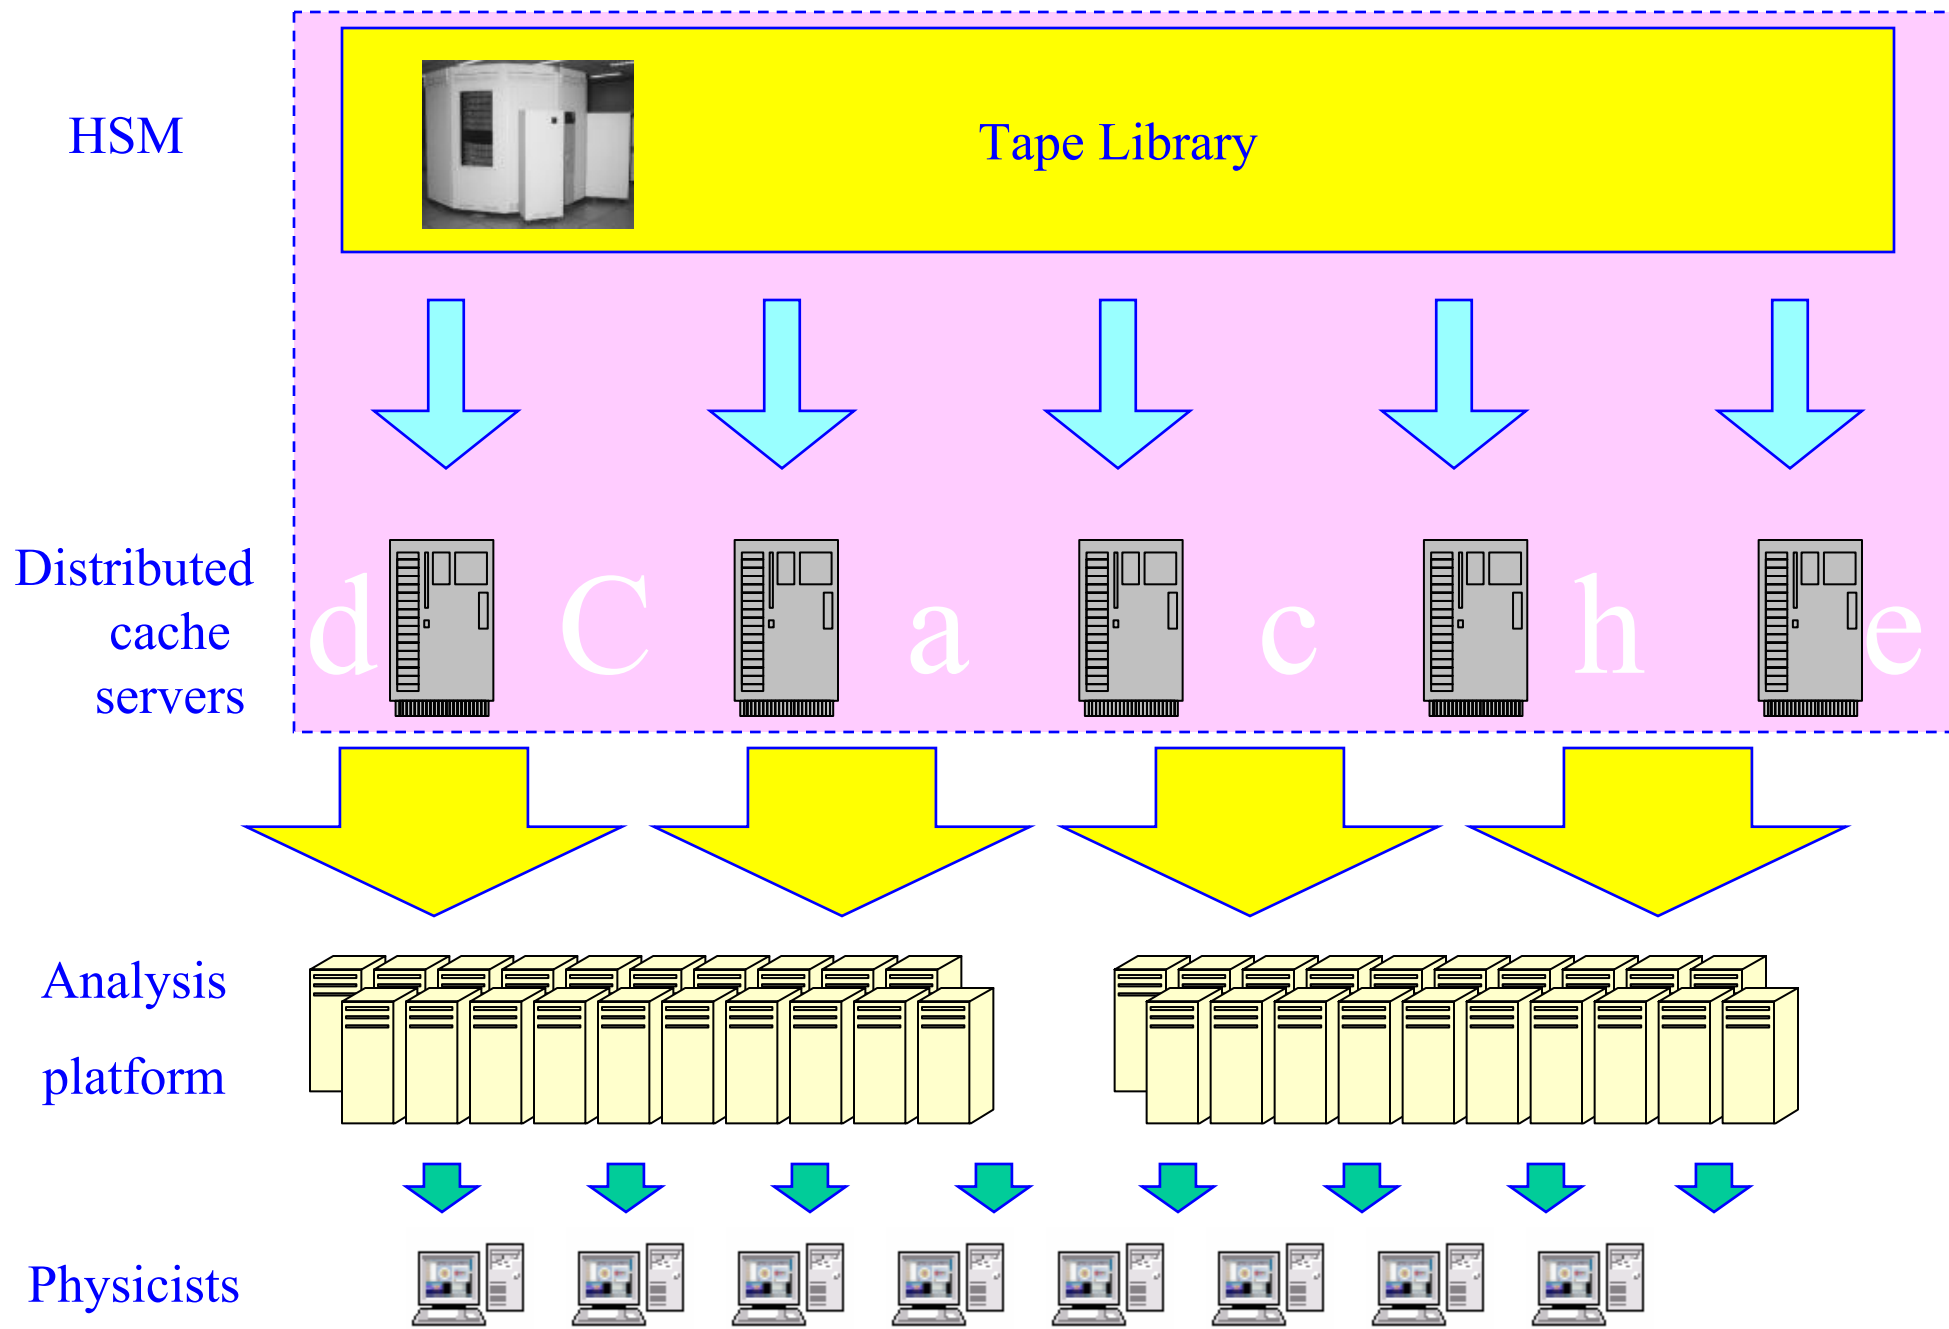 HSM
Tape Library
Distributed
cache
servers
d C a c h e
Analysis
platform
Physicists